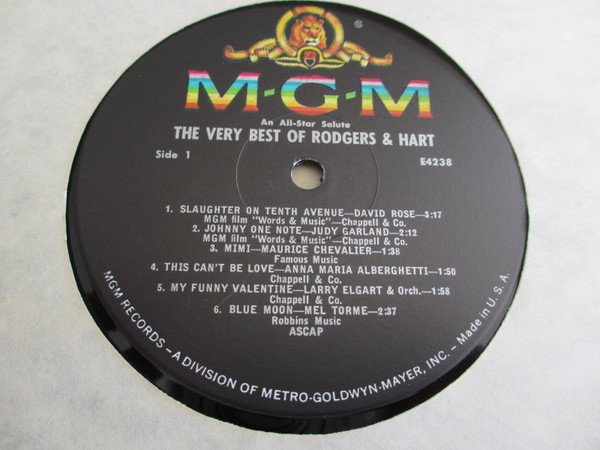 M-G-M
An All-Star Salute
THE VERY BEST OF RODGERS & HART
Side 1
E4238
1. SLAUGHTER ON TENTH AVENUE—DAVID ROSE—3:17
MGM film "Words & Music"—Chappell & Co.
2. JOHNNY ONE NOTE—JUDY GARLAND—2:12
MGM film "Words & Music"—Chappell & Co.
3. MIMI—MAURICE CHEVALIER—1:38
Famous Music
4. THIS CAN'T BE LOVE—ANNA MARIA ALBERGHETTI—1:50
Chappell & Co.
5. MY FUNNY VALENTINE—LARRY ELGART & Orch.—1:58
Chappell & Co.
6. BLUE MOON—MEL TORME—2:37
Robbins Music
ASCAP
MGM RECORDS—A DIVISION OF METRO-GOLDWYN-MAYER, INC.—Made in U. S. A.